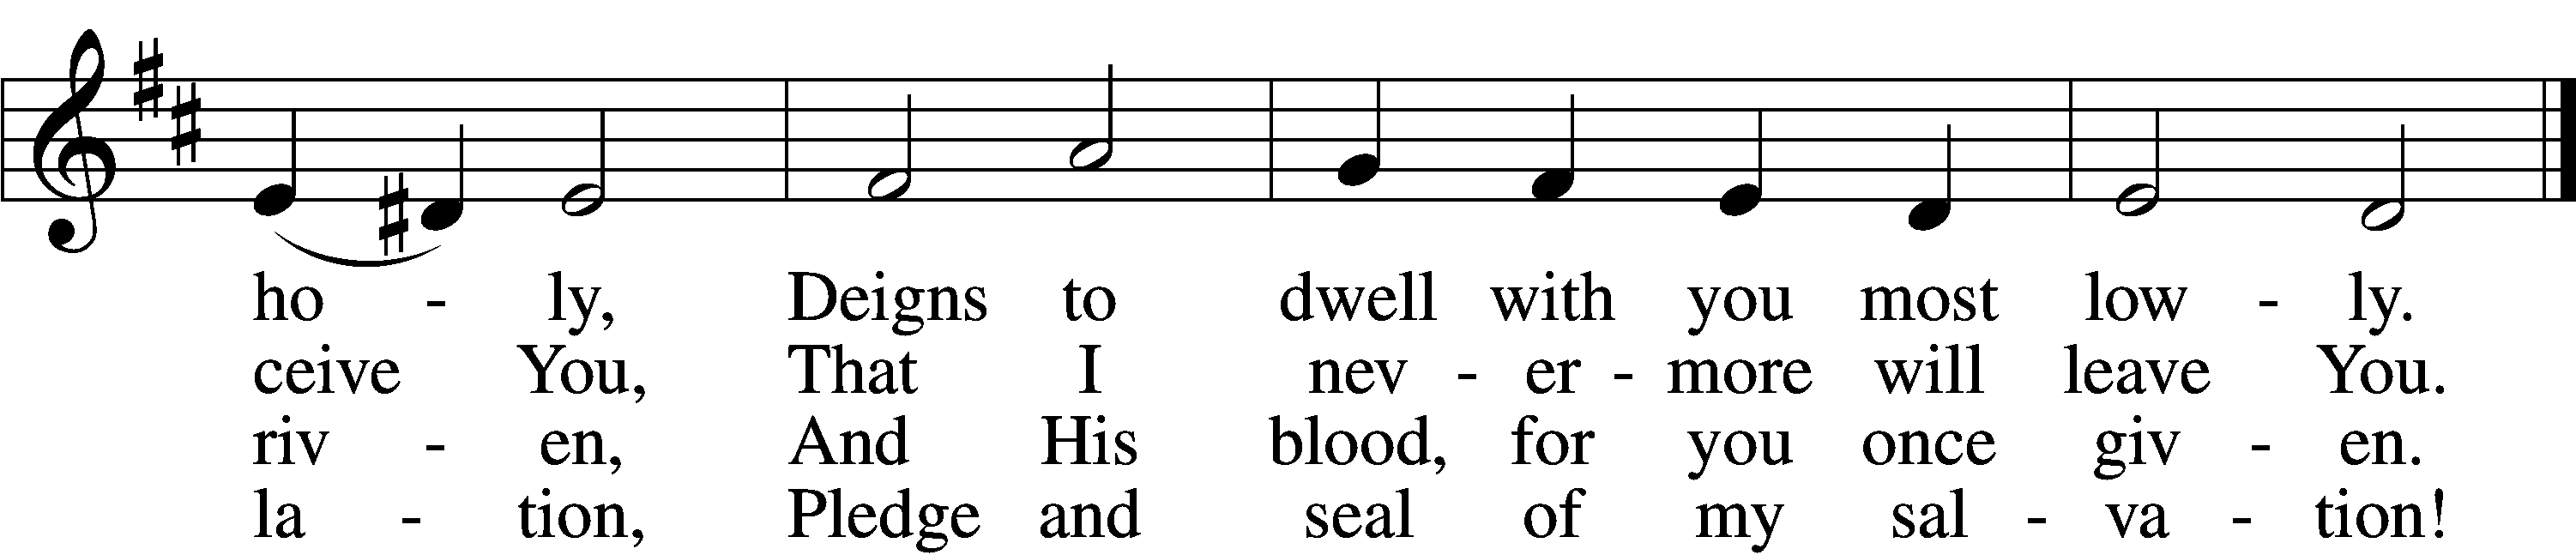 ho - ly, Deigns to dwell with you most low - ly.
ceive You, That I nev - er - more will leave You.
riv - en, And His blood, for you once giv - en.
la - tion, Pledge and seal of my sal - va - tion!